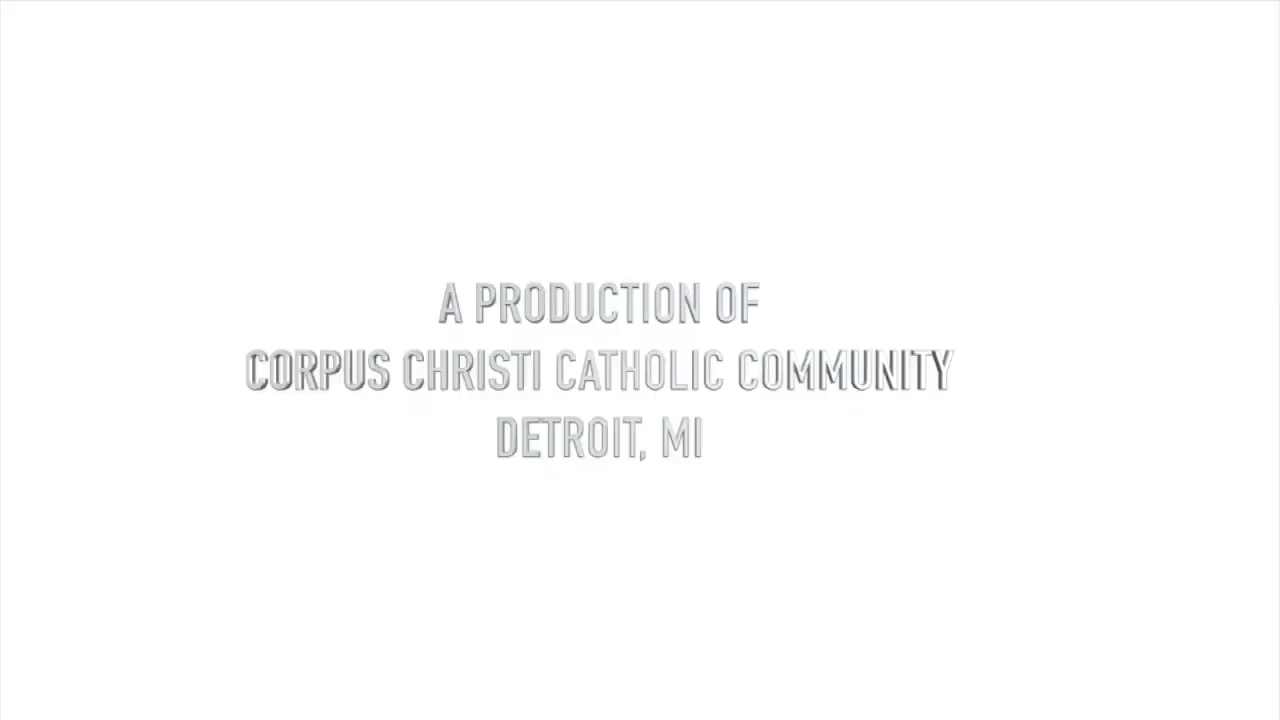 A PRODUCTION OF
CORPUS CHRISTI CATHOLIC COMMUNITY
DETROIT, MI